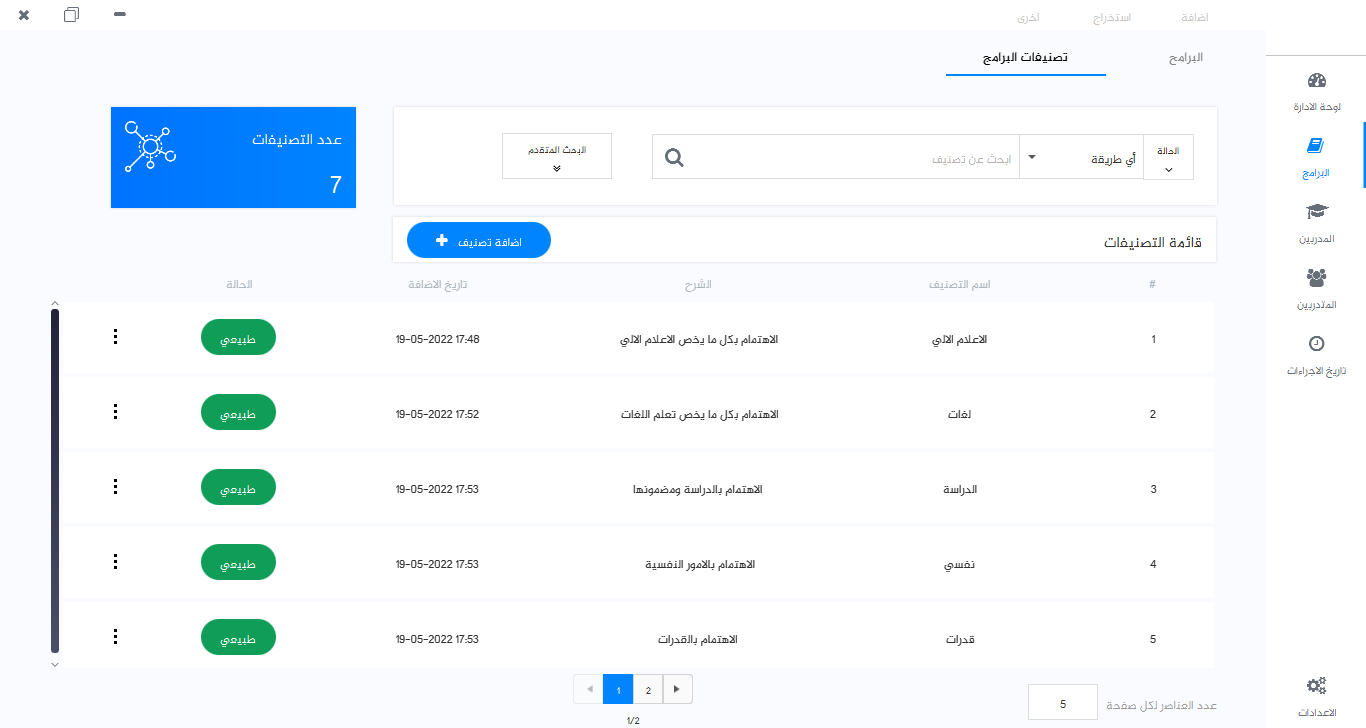 اضافة
استخراج
اخرى
البرامج
تصنيفات البرامج
لوحة الادارة
البرامج
المدربين
المتدربين
تاريخ الاجراءات
الاعدادات
الحالة
أي طريقة
ابحث عن تصنيف
البحث المتقدم
عدد التصنيفات
7
قائمة التصنيفات
اضافة تصنيف
# اسم التصنيف الشرح تاريخ الاضافة الحالة
1 الاعلام الالي الاهتمام بكل ما يخص الاعلام الالي 19-05-2022 17:48 طبيعي
2 لغات الاهتمام بكل ما يخص تعلم اللغات 19-05-2022 17:52 طبيعي
3 الدراسة الاهتمام بالدراسة ومضمونها 19-05-2022 17:53 طبيعي
4 نفسي الاهتمام بالامور النفسية 19-05-2022 17:53 طبيعي
5 قدرات الاهتمام بالقدرات 19-05-2022 17:53 طبيعي
1 2
1/2
عدد العناصر لكل صفحة 5